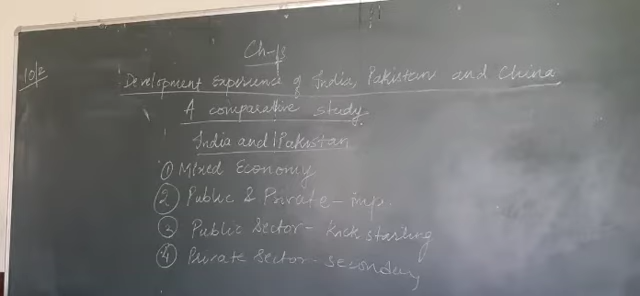 10/2
Ch-13
Development Experience of India, Pakistan and China
A comparative study
India and Pakistan
① Mixed Economy
② Public & Private - imp.
③ Public Sector - Kick starting
④ Private Sector - secondary